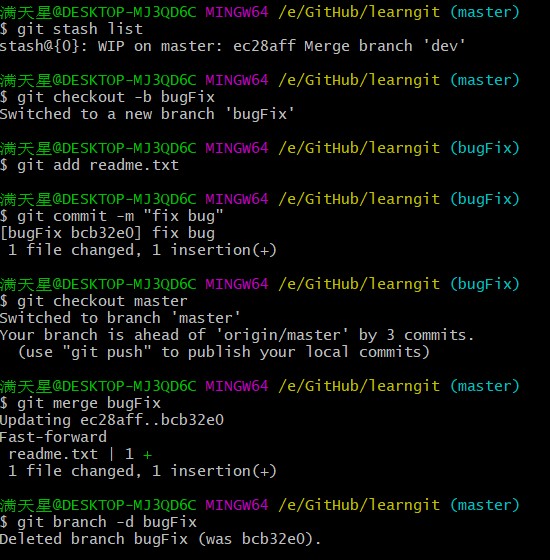 满天星@DESKTOP-MJ3QD6C MINGW64 /e/GitHub/learngit (master)
$ git stash list
stash@{0}: WIP on master: ec28aff Merge branch 'dev'
满天星@DESKTOP-MJ3QD6C MINGW64 /e/GitHub/learngit (master)
$ git checkout -b bugFix
Switched to a new branch 'bugFix'
满天星@DESKTOP-MJ3QD6C MINGW64 /e/GitHub/learngit (bugFix)
$ git add readme.txt
满天星@DESKTOP-MJ3QD6C MINGW64 /e/GitHub/learngit (bugFix)
$ git commit -m "fix bug"
[bugFix bcb32e0] fix bug
 1 file changed, 1 insertion(+)
满天星@DESKTOP-MJ3QD6C MINGW64 /e/GitHub/learngit (bugFix)
$ git checkout master
Switched to branch 'master'
Your branch is ahead of 'origin/master' by 3 commits.
  (use "git push" to publish your local commits)
满天星@DESKTOP-MJ3QD6C MINGW64 /e/GitHub/learngit (master)
$ git merge bugFix
Updating ec28aff..bcb32e0
Fast-forward
 readme.txt | 1 +
 1 file changed, 1 insertion(+)
满天星@DESKTOP-MJ3QD6C MINGW64 /e/GitHub/learngit (master)
$ git branch -d bugFix
Deleted branch bugFix (was bcb32e0).